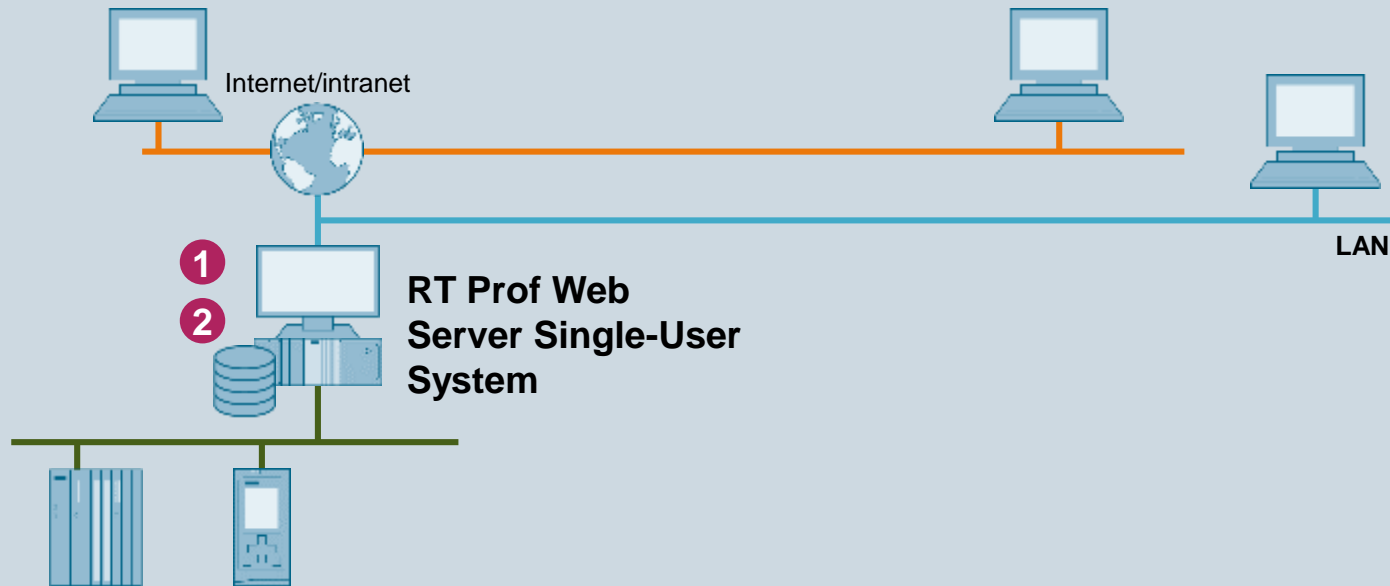 Internet/intranet
LAN
1
2
RT Prof Web
Server Single-User
System